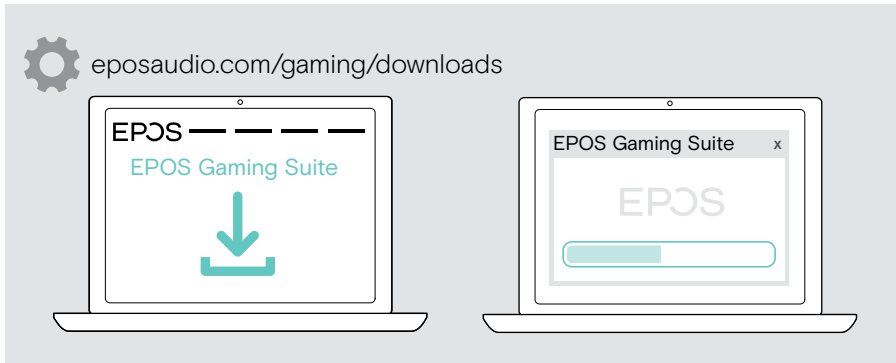 eposaudio.com/gaming/downloads
EPOS
EPOS Gaming Suite
EPOS Gaming Suite x
EPOS